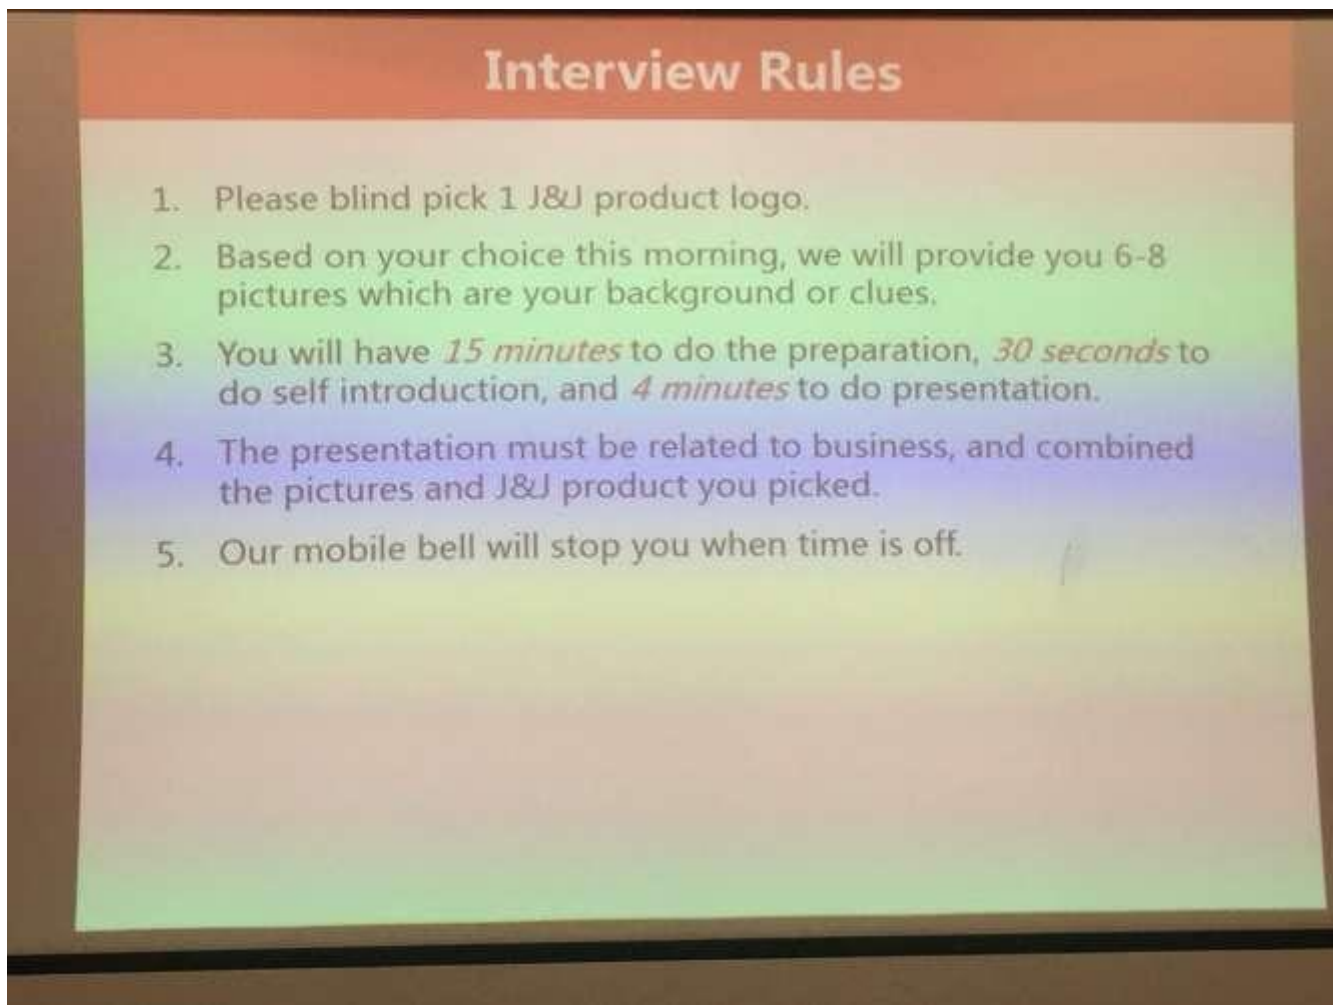 Interview Rules
1. Please blind pick 1 J&J product logo.
2. Based on your choice this morning, we will provide you 6-8
pictures which are your background or clues.
3. You will have 15 minutes to do the preparation, 30 seconds to
do self introduction, and 4 minutes to do presentation.
4. The presentation must be related to business, and combined
the pictures and J&J product you picked.
5. Our mobile bell will stop you when time is off.